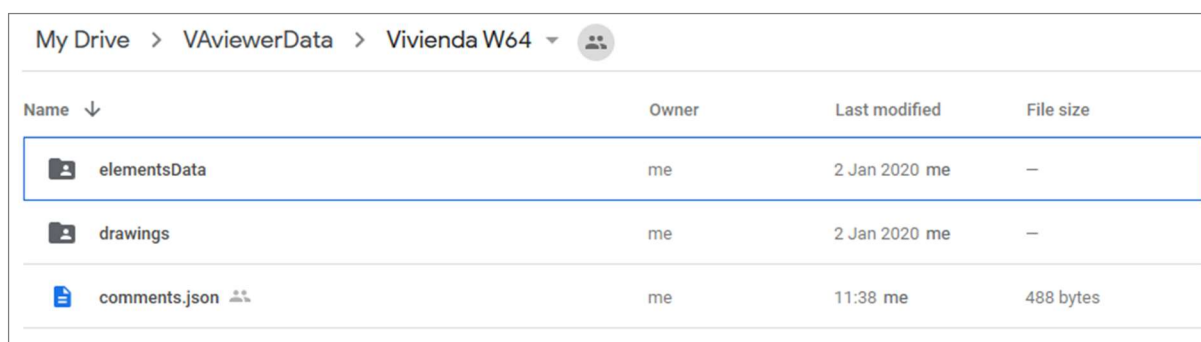 My Drive > VAviewerData > Vivienda W64
Name ↓ Owner Last modified File size
elementsData me 2 Jan 2020 me —
drawings me 2 Jan 2020 me —
comments.json me 11:38 me 488 bytes